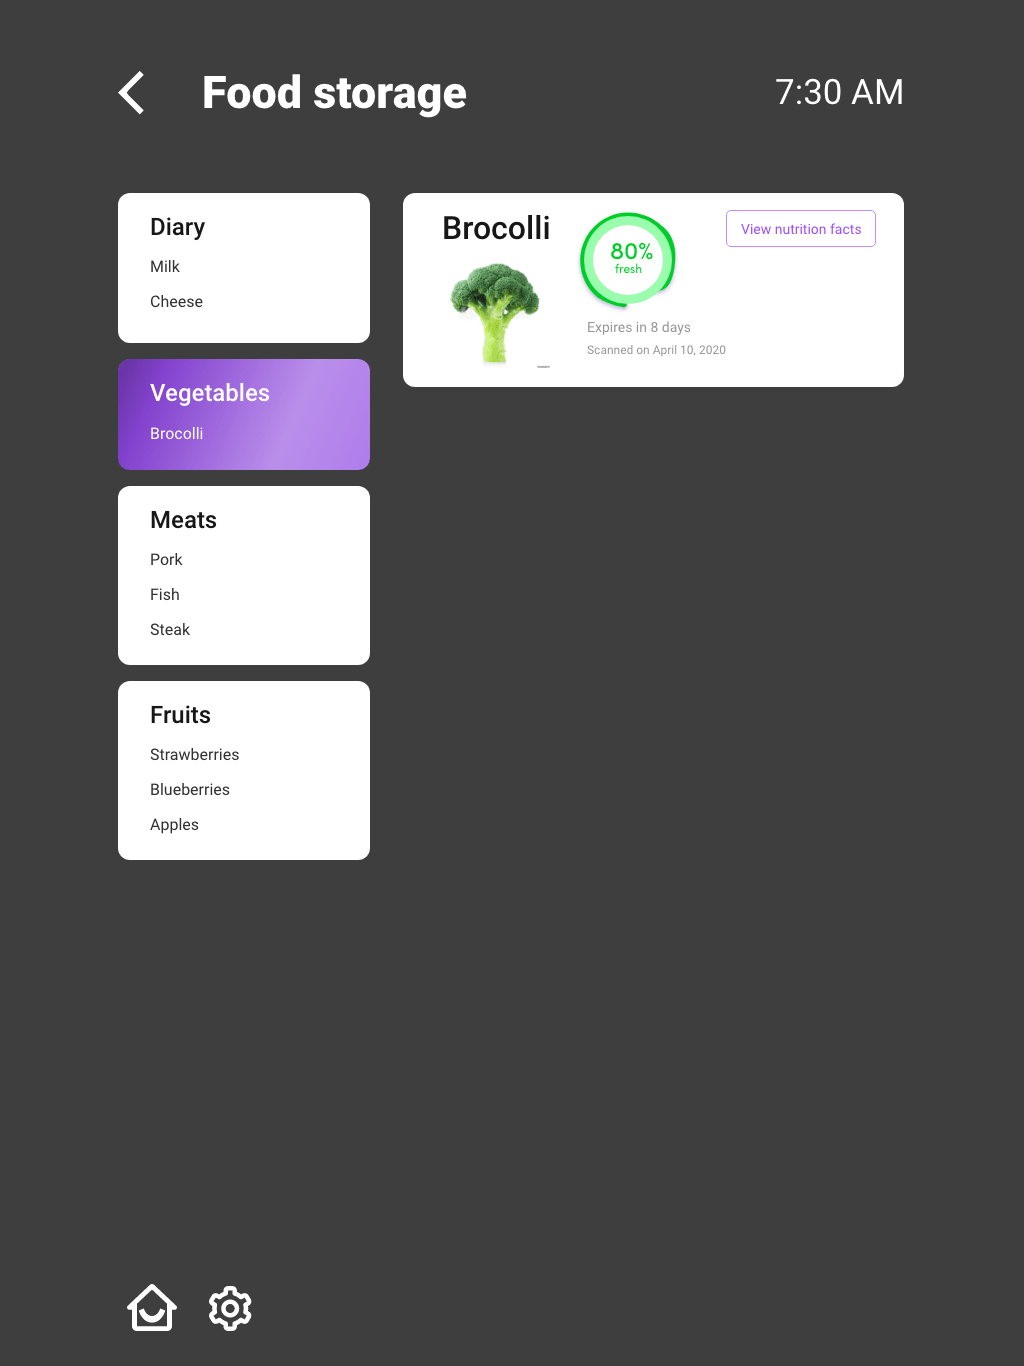 Food storage
7:30 AM
Diary
Milk
Cheese
Vegetables
Brocolli
Meats
Pork
Fish
Steak
Fruits
Strawberries
Blueberries
Apples
Brocolli
80%
fresh
View nutrition facts
Expires in 8 days
Scanned on April 10, 2020